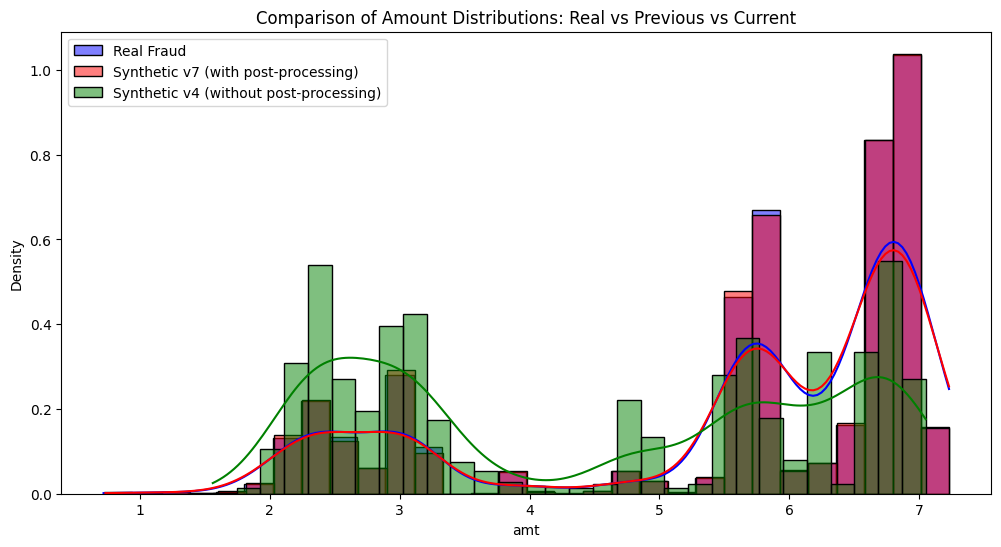 Comparison of Amount Distributions: Real vs Previous vs Current
Real Fraud
Synthetic v7 (with post-processing)
Synthetic v4 (without post-processing)
1.0
0.8
0.6
0.4
0.2
0.0
Density
1 2 3 4 5 6 7
amt